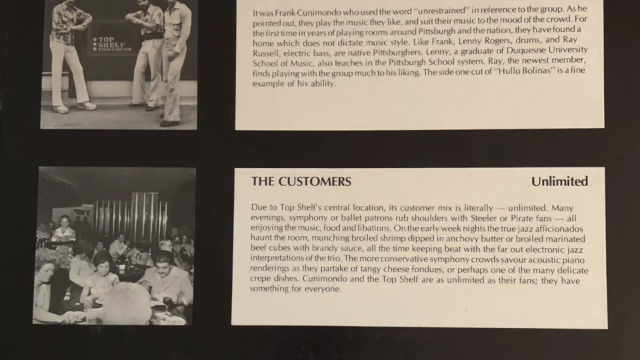 TOP
SHELF
It was Frank Cunimondo who used the word "unrestrained" in reference to the group. As he
pointed out, they play the music they like, and suit their music to the mood of the crowd. For
the first time in years of playing rooms around Pittsburgh and the nation, they have found a
home which does not dictate music style. Like Frank, Lenny Rogers, drums, and Ray
Russell, electric bass, are native Pittsburghers. Lenny, a graduate of Duquesne University
School of Music, also teaches in the Pittsburgh School system. Ray, the newest member,
finds playing with the group much to his liking. The side one cut of "Hullo Bolinas" is a fine
example of his ability.
THE CUSTOMERS Unlimited
Due to Top Shelf's central location, its customer mix is literally — unlimited. Many
evenings, symphony or ballet patrons rub shoulders with Steeler or Pirate fans — all
enjoying the music, food and libations. On the early week nights the true jazz afficionados
haunt the room, munching broiled shrimp dipped in anchovy butter or broiled marinated
beef cubes with brandy sauce, all the time keeping beat with the far out electronic jazz
interpretations of the trio. The more conservative symphony crowds savour acoustic piano
renderings as they partake of tangy cheese fondues, or perhaps one of the many delicate
crepe dishes. Cunimondo and the Top Shelf are as unlimited as their fans; they have
something for everyone.